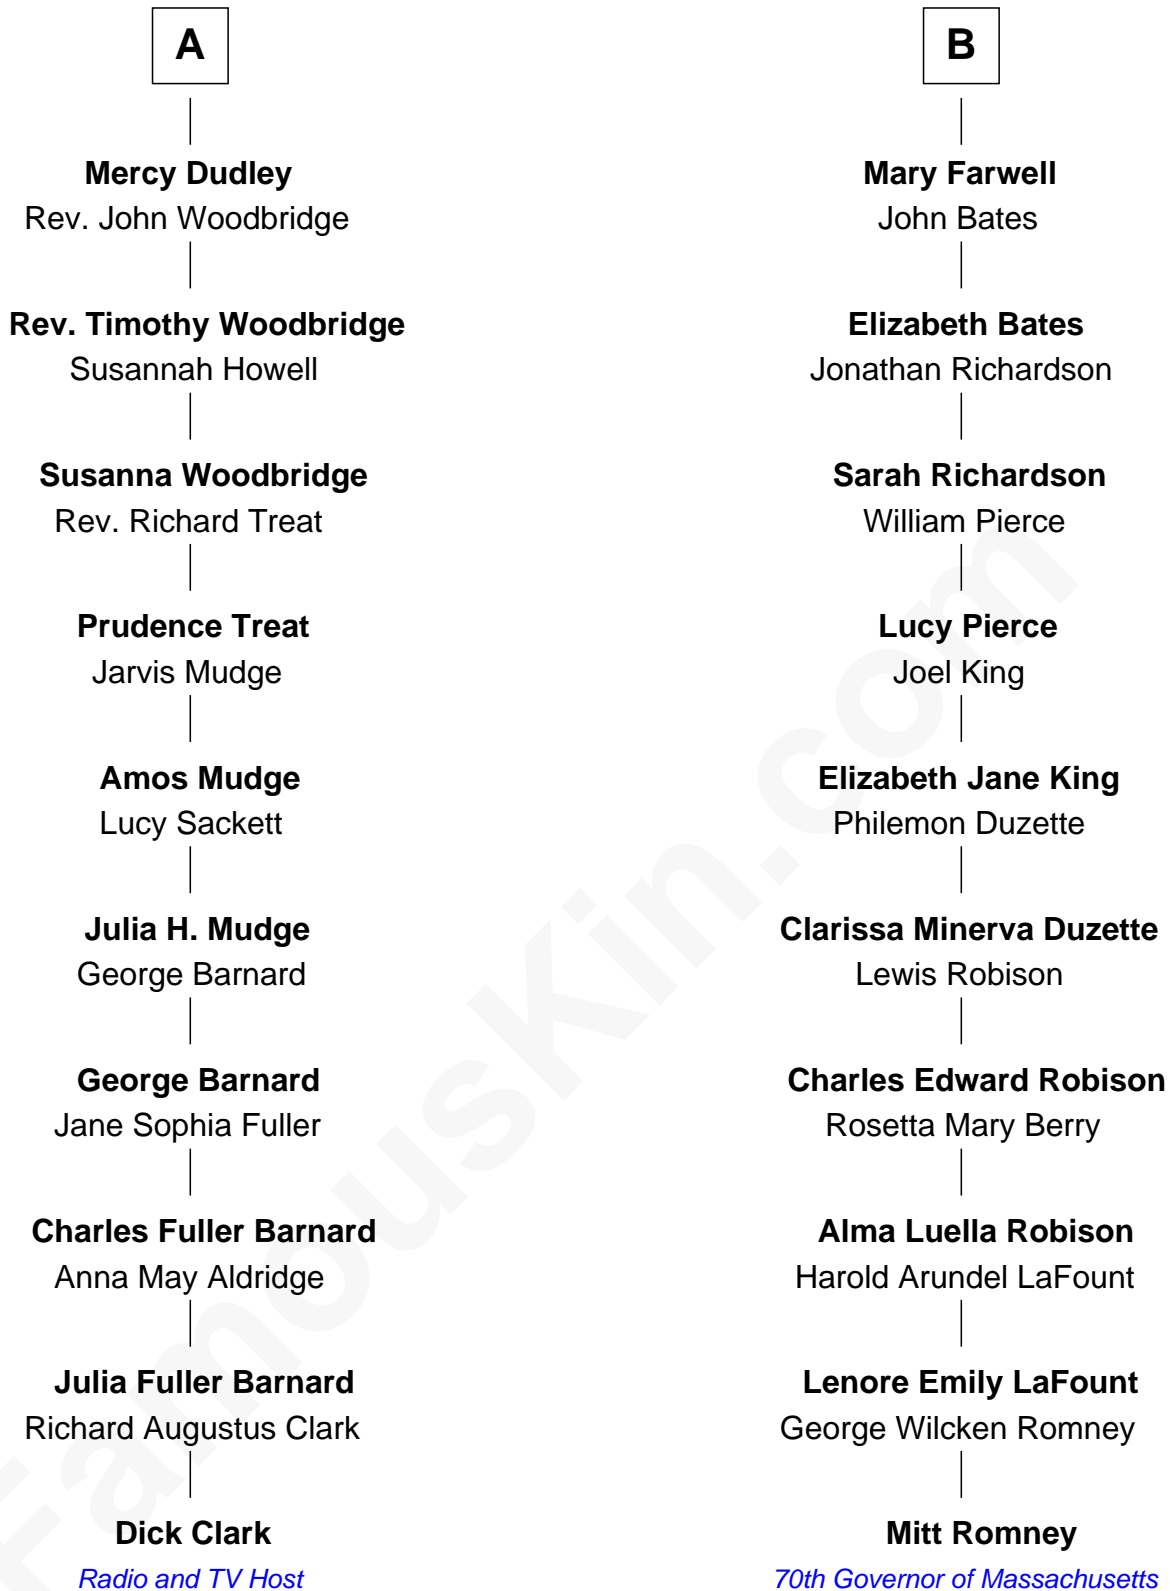 A
Mercy Dudley
Rev. John Woodbridge
Rev. Timothy Woodbridge
Susannah Howell
Susanna Woodbridge
Rev. Richard Treat
Prudence Treat
Jarvis Mudge
Amos Mudge
Lucy Sackett
Julia H. Mudge
George Barnard
George Barnard
Jane Sophia Fuller
Charles Fuller Barnard
Anna May Aldridge
Julia Fuller Barnard
Richard Augustus Clark
Dick Clark
Radio and TV Host
B
Mary Farwell
John Bates
Elizabeth Bates
Jonathan Richardson
Sarah Richardson
William Pierce
Lucy Pierce
Joel King
Elizabeth Jane King
Philemon Duzette
Clarissa Minerva Duzette
Lewis Robison
Charles Edward Robison
Rosetta Mary Berry
Alma Luella Robison
Harold Arundel LaFount
Lenore Emily LaFount
George Wilcken Romney
Mitt Romney
70th Governor of Massachusetts
FamousKin.com